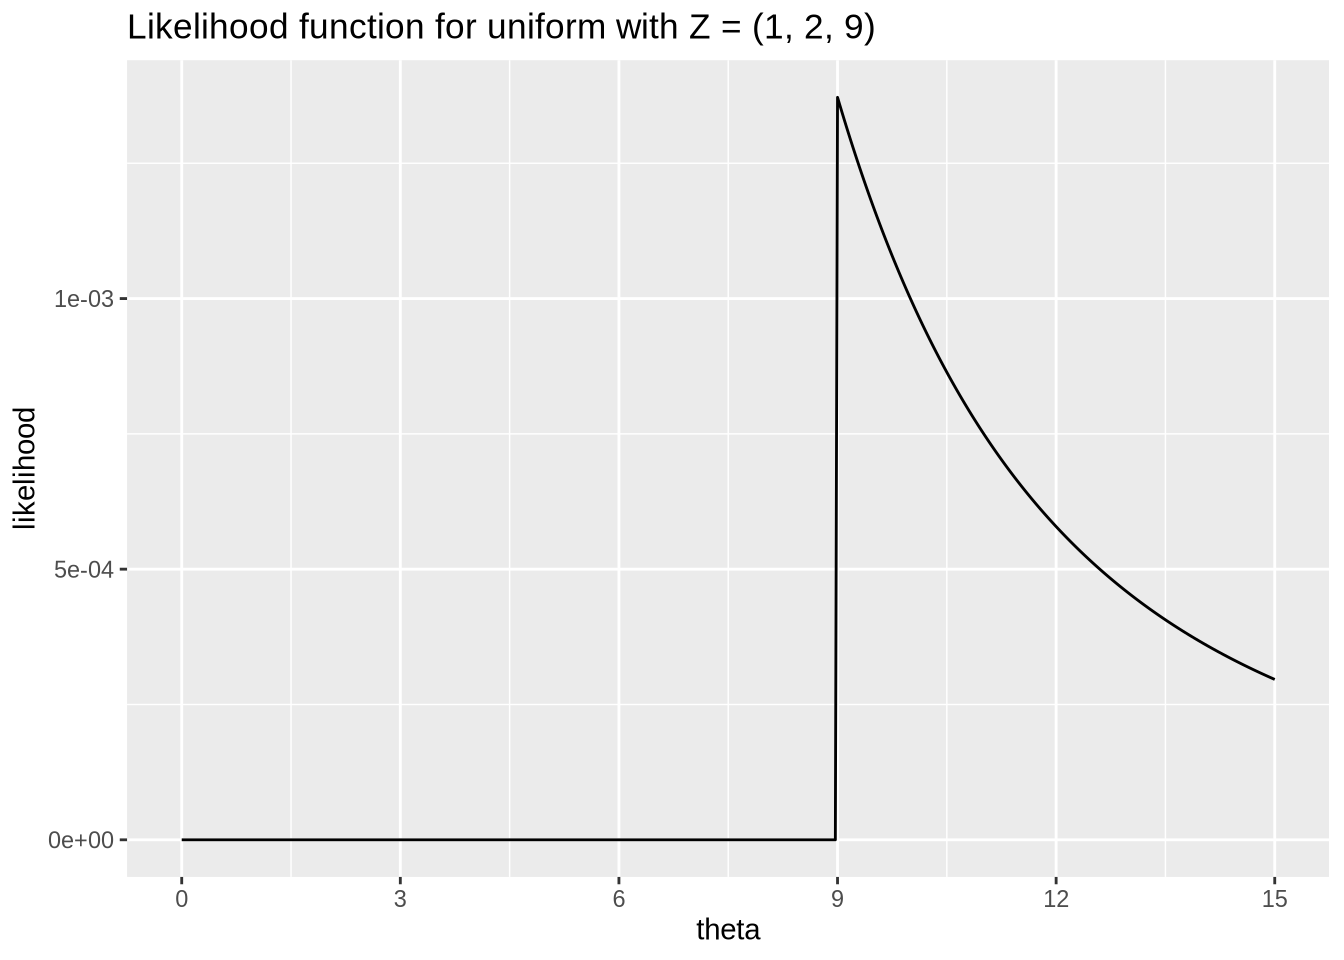 Likelihood function for uniform with Z = (1, 2, 9)
likelihood
1e-03
5e-04
0e+00
0 3 6 9 12 15
theta